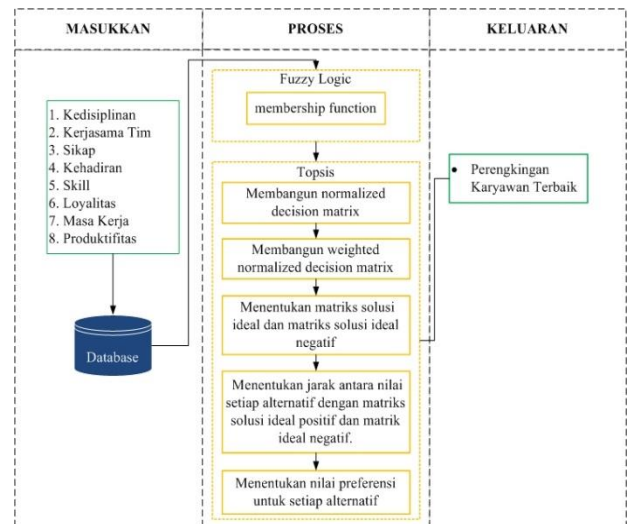 MASUKKAN
PROSES
KELUARAN
1. Kedisiplinan
2. Kerjasama Tim
3. Sikap
4. Kehadiran
5. Skill
6. Loyalitas
7. Masa Kerja
8. Produktifitas
Database
Fuzzy Logic
membership function
Topsis
Membangun normalized
decision matrix
Membangun weighted
normalized decision matrix
Menentukan matriks solusi
ideal dan matriks solusi ideal
negatif
Menentukan jarak antara nilai
setiap alternatif dengan matriks
solusi ideal positif dan matrik
ideal negatif.
Menentukan nilai preferensi
untuk setiap alternatif
• Perengkingan
Karyawan Terbaik